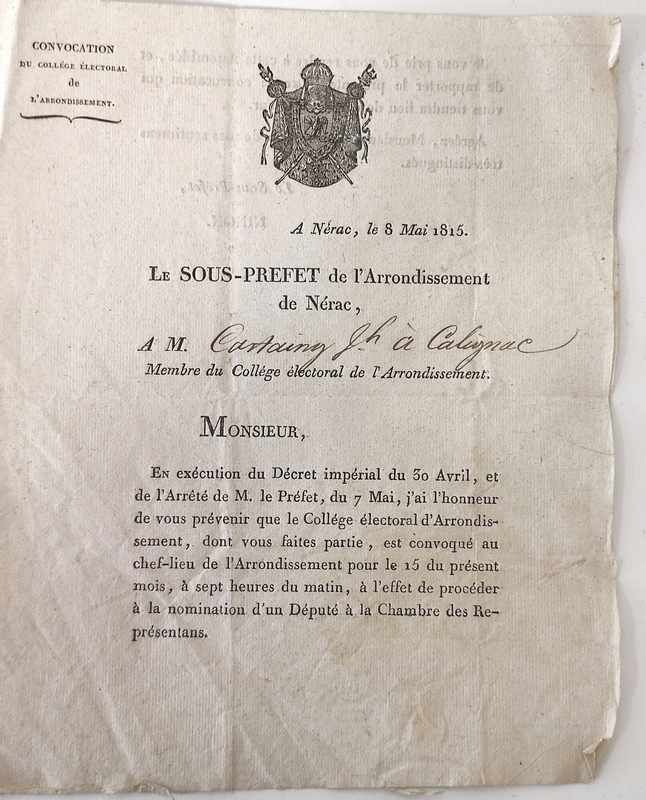 CONVOCATION
DU COLLÉGE ÉLECTORAL
de
L'ARRONDISSEMENT.
A Nérac, le 8 Mai 1815.
LE SOUS-PREFET de l'Arrondissement
de Nérac,
A M. Jh à Calignac
Membre du Collége électoral de l'Arrondissement.
MONSIEUR,
EN exécution du Décret impérial du 30 Avril, et
de l'Arrété de M. le Préfet, du 7 Mai, j'ai l'honneur
de vous prévenir que le Collége électoral d'Arrondis-
sement, dont vous faites partie, est convoqué au
chef-lieu de l'Arrondissement pour le 15 du présent
mois, à sept heures du matin, à l'effet de procéder
à la nomination d'un Député à la Chambre des Re-
présentans.